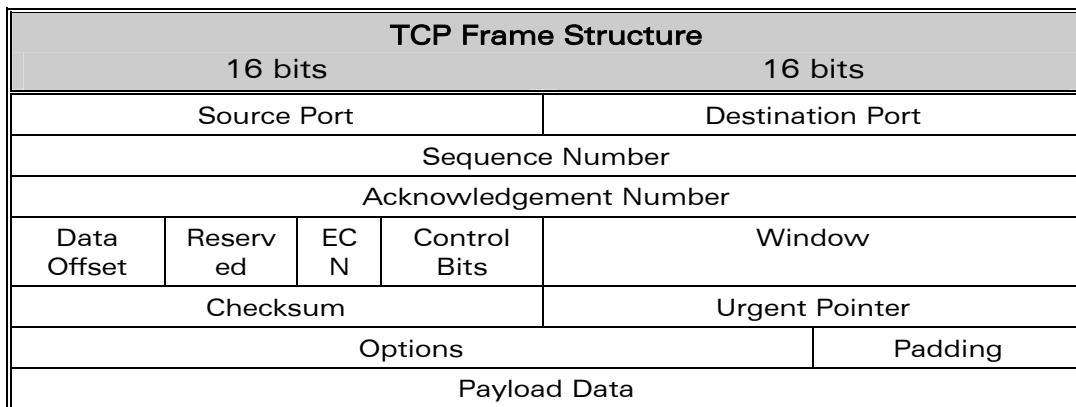 TCP Frame Structure
16 bits 16 bits
Source Port Destination Port
Sequence Number
Acknowledgement Number
Data Reserv EC Control Window
Offset ed N Bits
Checksum Urgent Pointer
Options Padding
Payload Data